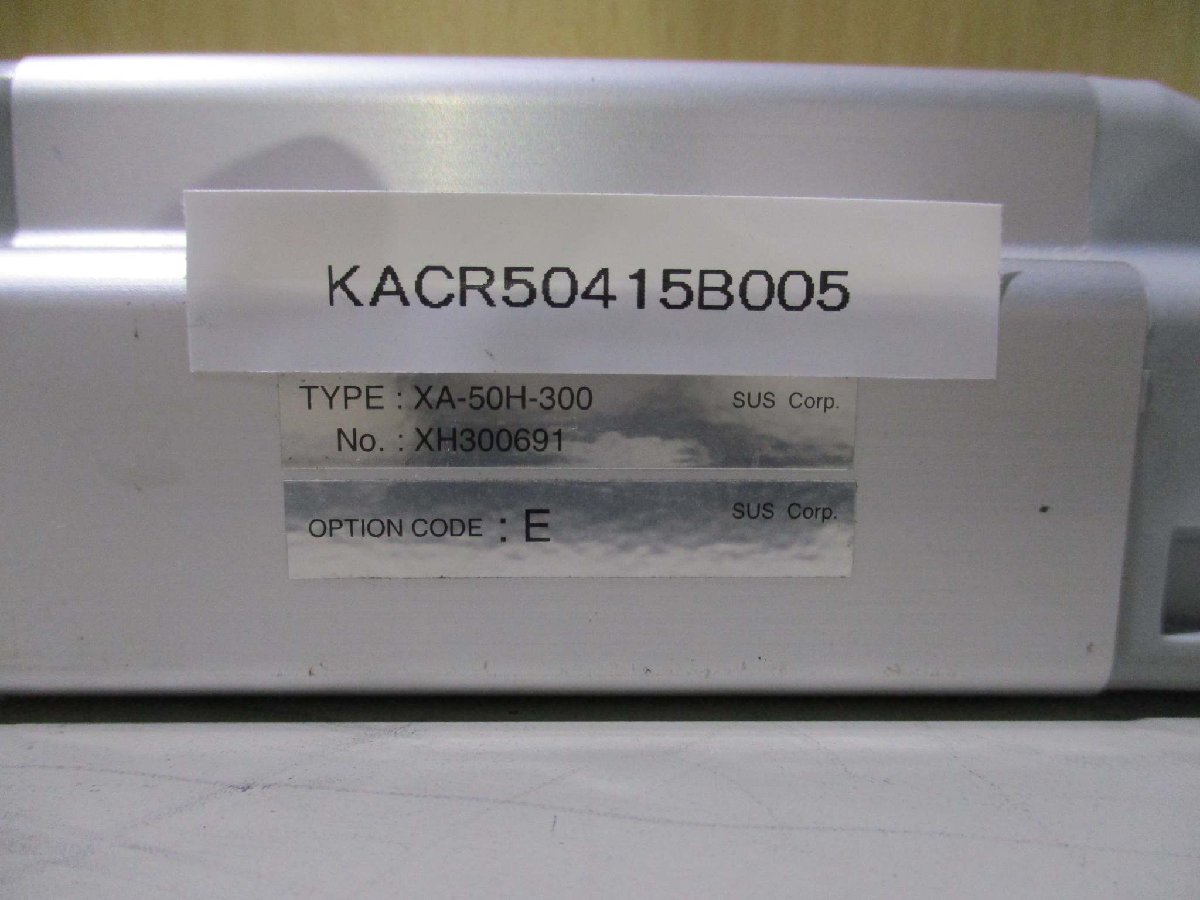 KACR50415B005
TYPE : XA-50H-300 SUS Corp.
No. : XH300691
OPTION CODE : E SUS Corp.